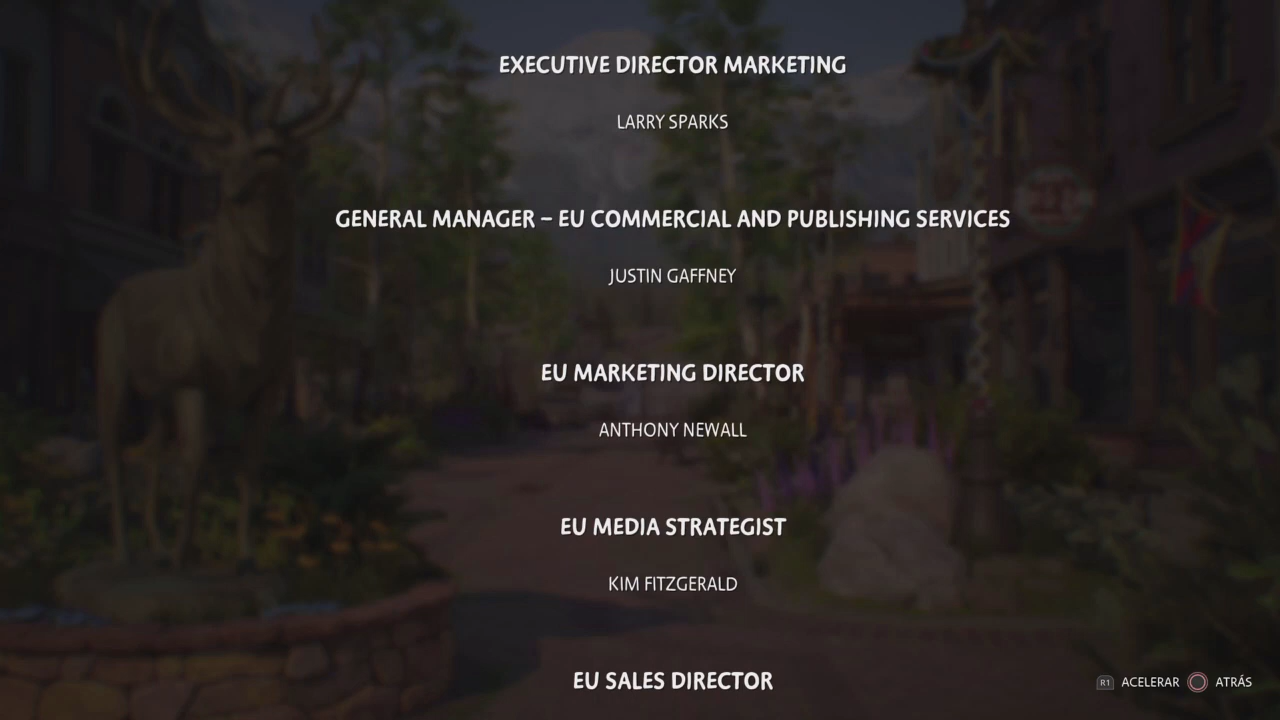 EXECUTIVE DIRECTOR MARKETING
LARRY SPARKS
GENERAL MANAGER – EU COMMERCIAL AND PUBLISHING SERVICES
JUSTIN GAFFNEY
EU MARKETING DIRECTOR
ANTHONY NEWALL
EU MEDIA STRATEGIST
KIM FITZGERALD
EU SALES DIRECTOR
R1 ACELERAR ATRÁS